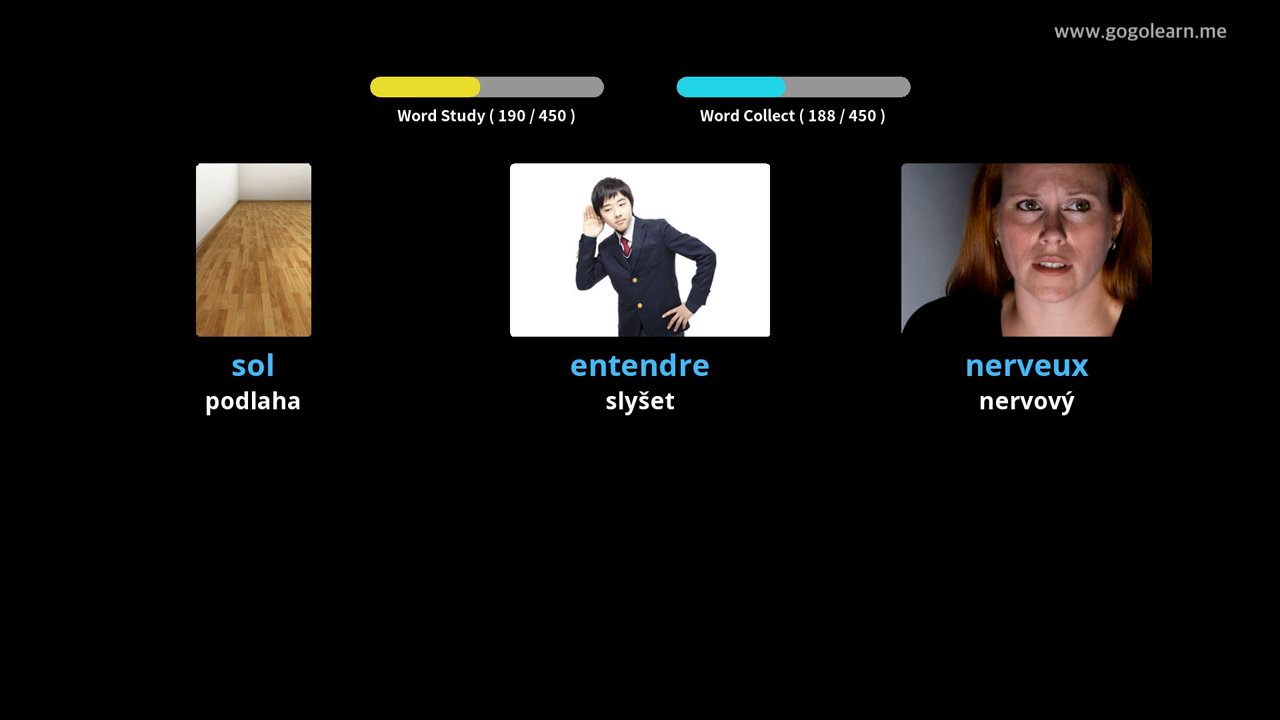 www.gogolearn.me
Word Study ( 190 / 450 )
Word Collect ( 188 / 450 )
sol
podlaha
entendre
slyšet
nerveux
nervový